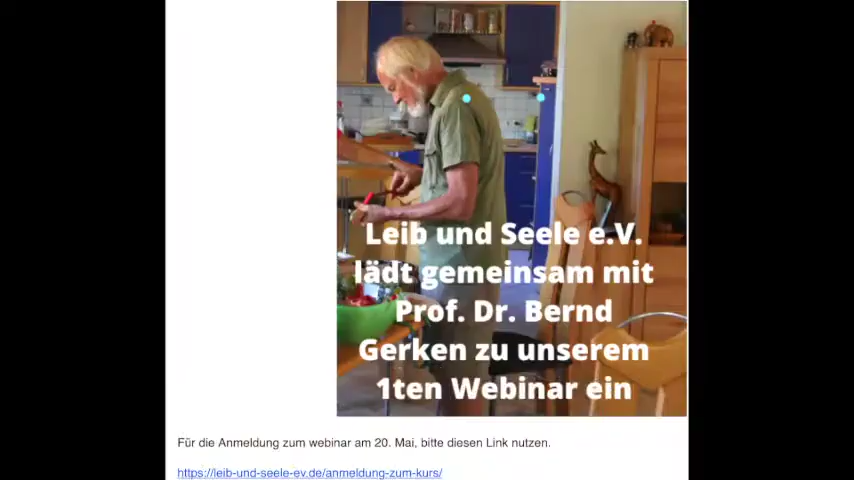 Leib und Seele e.V.
lädt gemeinsam mit
Prof. Dr. Bernd
Gerken zu unserem
1ten Webinar ein
Für die Anmeldung zum webinar am 20. Mai, bitte diesen Link nutzen.
https://leib-und-seele-ev.de/anmeldung-zum-kurs/